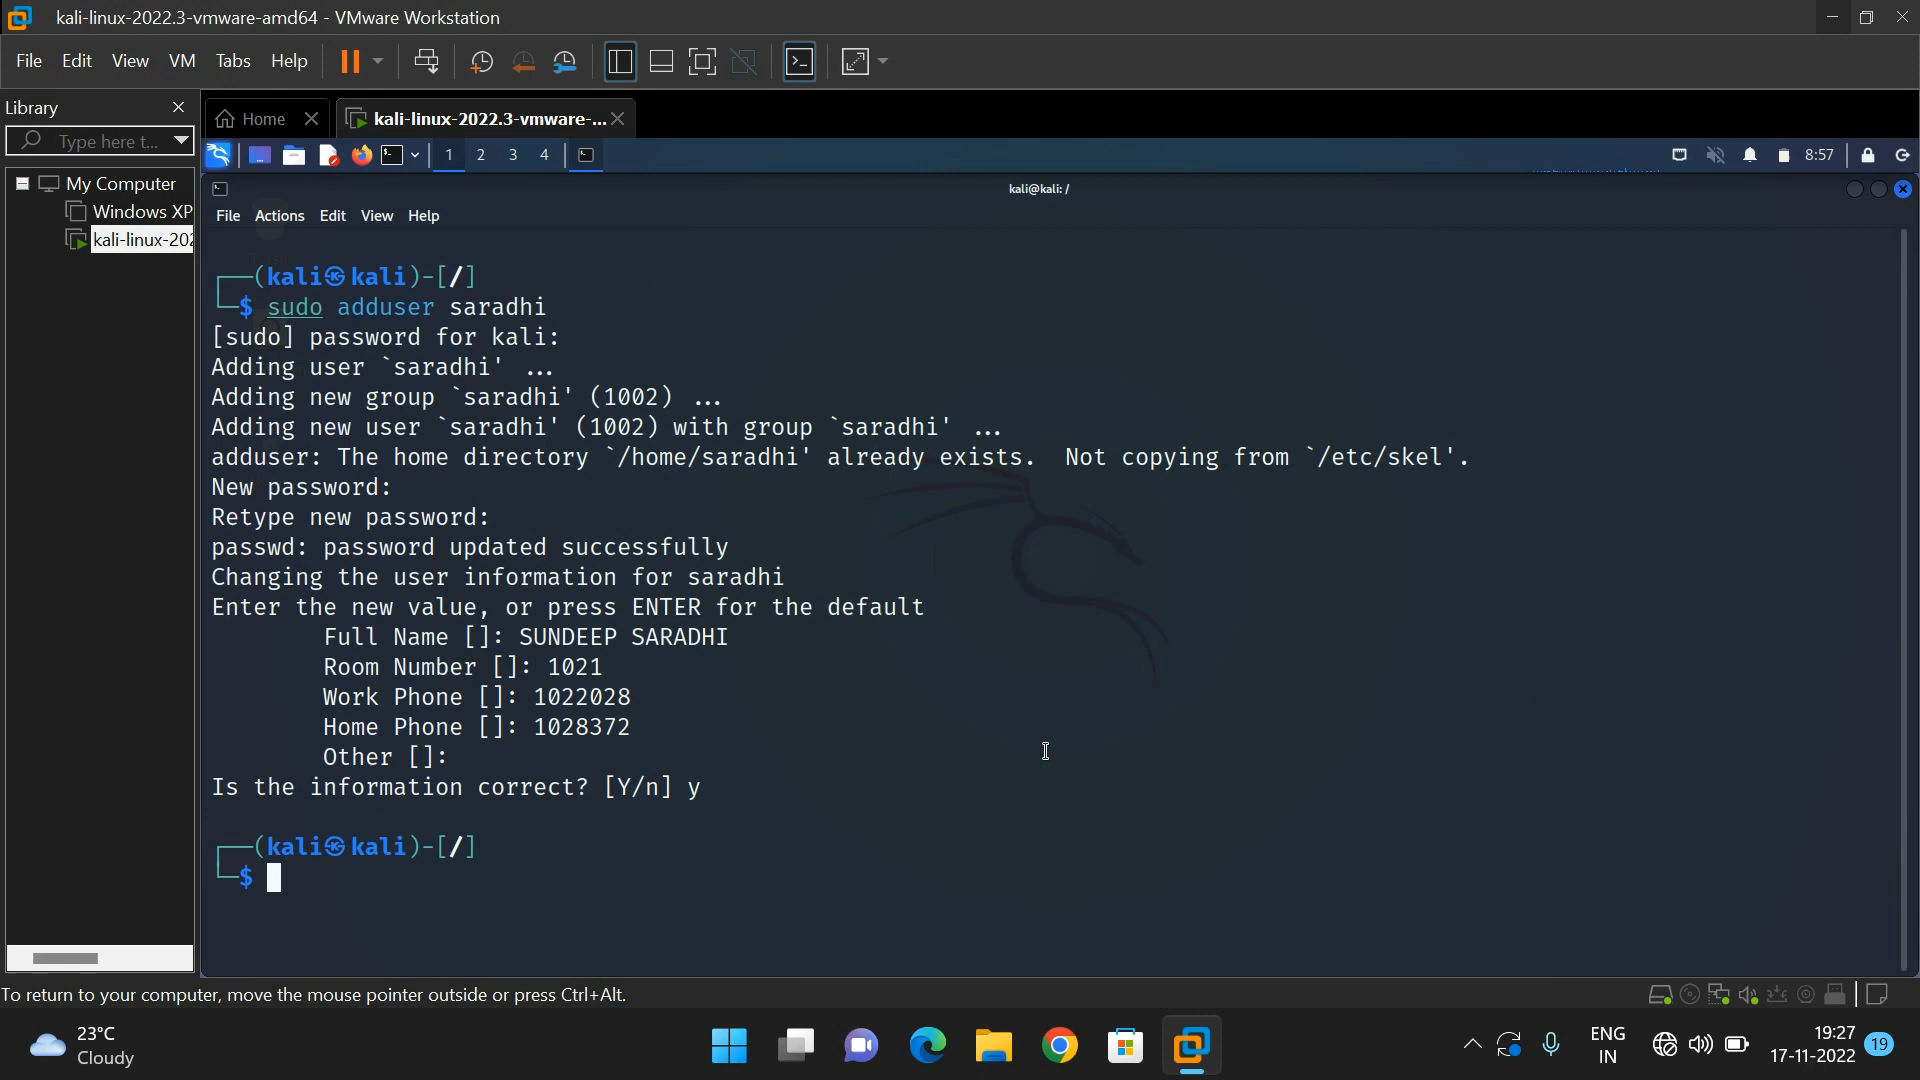 kali-linux-2022.3-vmware-amd64 - VMware Workstation
File Edit View VM Tabs Help
Library
Home
kali-linux-2022.3-vmware-...
Type here t...
1 2 3 4
8:57
My Computer
Windows XP
kali-linux-202
kali@kali: /
File Actions Edit View Help
┌──(kali㉿kali)-[/]
└─$ sudo adduser saradhi
[sudo] password for kali:
Adding user `saradhi' ...
Adding new group `saradhi' (1002) ...
Adding new user `saradhi' (1002) with group `saradhi' ...
adduser: The home directory `/home/saradhi' already exists.  Not copying from `/etc/skel'.
New password:
Retype new password:
passwd: password updated successfully
Changing the user information for saradhi
Enter the new value, or press ENTER for the default
Full Name []: SUNDEEP SARADHI
Room Number []: 1021
Work Phone []: 1022028
Home Phone []: 1028372
Other []:
Is the information correct? [Y/n] y
┌──(kali㉿kali)-[/]
└─$
To return to your computer, move the mouse pointer outside or press Ctrl+Alt.
23°C
Cloudy
ENG
IN
19:27
17-11-2022
19